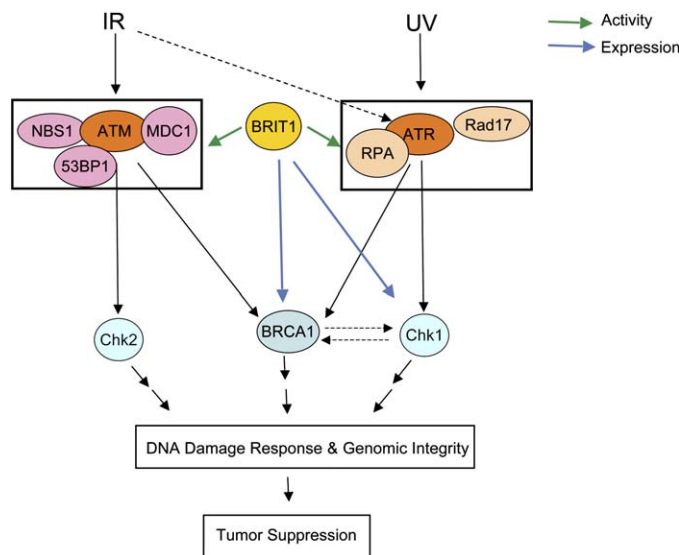 IR
UV
Activity
Expression
NBS1
ATM
MDC1
53BP1
BRIT1
RPA
ATR
Rad17
Chk2
BRCA1
Chk1
DNA Damage Response & Genomic Integrity
Tumor Suppression